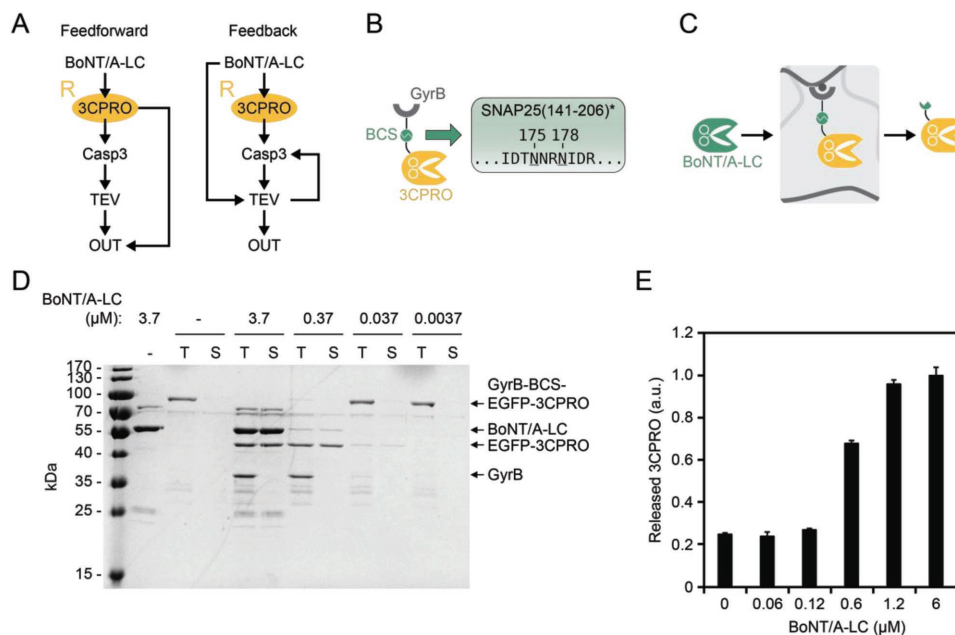 A
Feedforward
BoNT/A-LC
R
3CPRO
Casp3
TEV
OUT
Feedback
BoNT/A-LC
R
3CPRO
Casp3
TEV
OUT
B
GyrB
BCS
S
3CPRO
SNAP25(141-206)*
175 178
...IDTNNRNIDR...
C
BoNT/A-LC
S
D
BoNT/A-LC
(µM): 3.7 - 3.7 0.37 0.037 0.0037
- T S T S T S T S T S
kDa
170 -
130 -
100 -
70 -
55 -
40 -
35 -
25 -
15 -
GyrB-BCS-
EGFP-3CPRO
BoNT/A-LC
EGFP-3CPRO
GyrB
E
Released 3CPRO (a.u.)
1.2
1.0
0.8
0.6
0.4
0.2
0
0 0.06 0.12 0.6 1.2 6
BoNT/A-LC (µM)